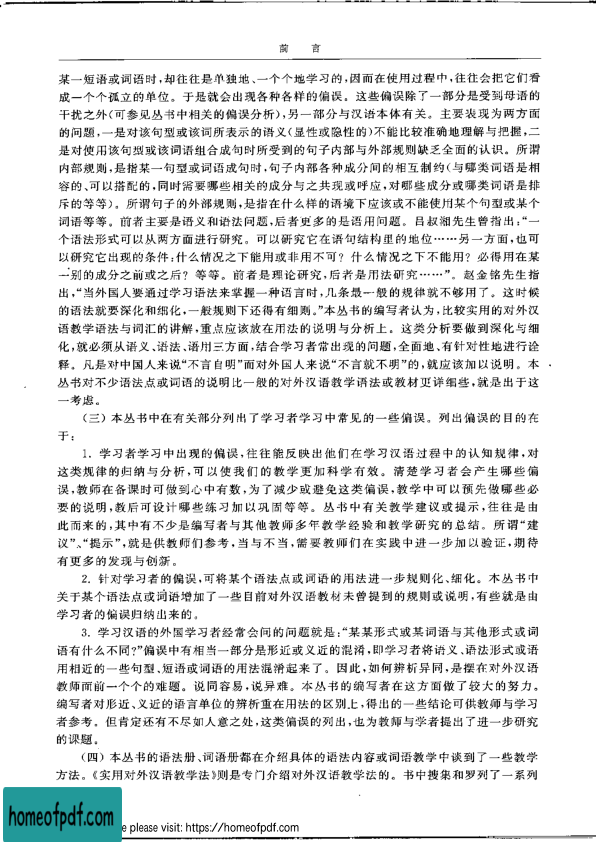 前 言
某一短语或词语时,却往往是单独地、一个个地学习的,因而在使用过程中,往往会把它们看
成一个个孤立的单位。于是就会出现各种各样的偏误。这些偏误除了一部分是受到母语的
干扰之外(可参见丛书中相关的偏误分析),另一部分与汉语本体有关。主要表现为两方面
的问题,一是对该句型或该词所表示的语义(显性或隐性的)不能比较准确地理解与把握,二
是对使用该句型或该词语组合成句时所受到的句子内部与外部规则缺乏全面的认识。所谓
内部规则,是指某一句型或词语成句时,句子内部各种成分间的相互制约(与哪类词语是相
容的、可以搭配的,同时需要哪些相关的成分与之共现或呼应,对哪些成分或哪类词语是排
斥的等等)。所谓句子的外部规则,是指在什么样的语境下应该或不能使用某个句型或某个
词语等等。前者主要是语义和语法问题,后者更多的是语用问题。吕叔湘先生曾指出:“一
个语法形式可以从两方面进行研究。可以研究它在语句结构里的地位……另一方面,也可
以研究它出现的条件:什么情况之下能用或非用不可?什么情况之下不能用?必得用在某
一别的成分之前或之后?等等。前者是理论研究,后者是用法研究……”。赵金铭先生指
出,“当外国人要通过学习语法来掌握一种语言时,几条最一般的规律就不够用了。这时候
的语法就要深化和细化,一般规则下还得有细则。”本丛书的编写者认为,比较实用的对外汉
语教学语法与词汇的讲解,重点应该放在用法的说明与分析上。这类分析要做到深化与细
化,就必须从语义、语法、语用三方面,结合学习者常出现的问题,全面地、有针对性地进行诠
释。凡是对中国人来说“不言自明”而对外国人来说“不言就不明”的,就应该加以说明。本
丛书对不少语法点或词语的说明比一般的对外汉语教学语法或教材更详细些,就是出于这
一考虑。
(三)本丛书中在有关部分列出了学习者学习中常见的一些偏误。列出偏误的目的在
于:
1. 学习者学习中出现的偏误,往往能反映出他们在学习汉语过程中的认知规律,对
这类规律的归纳与分析,可以使我们的教学更加科学有效。清楚学习者会产生哪些偏
误,教师在备课时可做到心中有数,为了减少或避免这类偏误,教学中可以预先做哪些必
要的说明,教后可设计哪些练习加以巩固等等。丛书中有关教学建议或提示,往往是由
此而来的,其中有不少是编写者与其他教师多年教学经验和教学研究的总结。所谓“建
议”、“提示”,就是供教师们参考,当与不当,需要教师们在实践中进一步加以验证,期待
有更多的发现与创新。
2. 针对学习者的偏误,可将某个语法点或词语的用法进一步规则化、细化。本丛书中
关于某个语法点或词语增加了一些目前对外汉语教材未曾提到的规则或说明,有些就是由
学习者的偏误归纳出来的。
3. 学习汉语的外国学习者经常会问的问题就是:“某某形式或某词语与其他形式或词
语有什么不同?”偏误中有相当一部分是形近或义近的混淆,即学习者将语义、语法形式或语
用相近的一些句型、短语或词语的用法混淆起来了。因此,如何辨析异同,是摆在对外汉语
教师面前一个个的难题。说同容易,说异难。本丛书的编写者在这方面做了较大的努力。
编写者对形近、义近的语言单位的辨析重在用法的区别上,得出的一些结论可供教师与学习
者参考。但肯定还有不尽如人意之处,这类偏误的列出,也为教师与学者提出了进一步研究
的课题。
(四)本丛书的语法册、词语册都在介绍具体的语法内容或词语教学中谈到了一些教学
方法。《实用对外汉语教学法》则是专门介绍对外汉语教学法的。书中搜集和罗列了一系列
homeofpdf.com
e please visit: https://homeofpdf.com